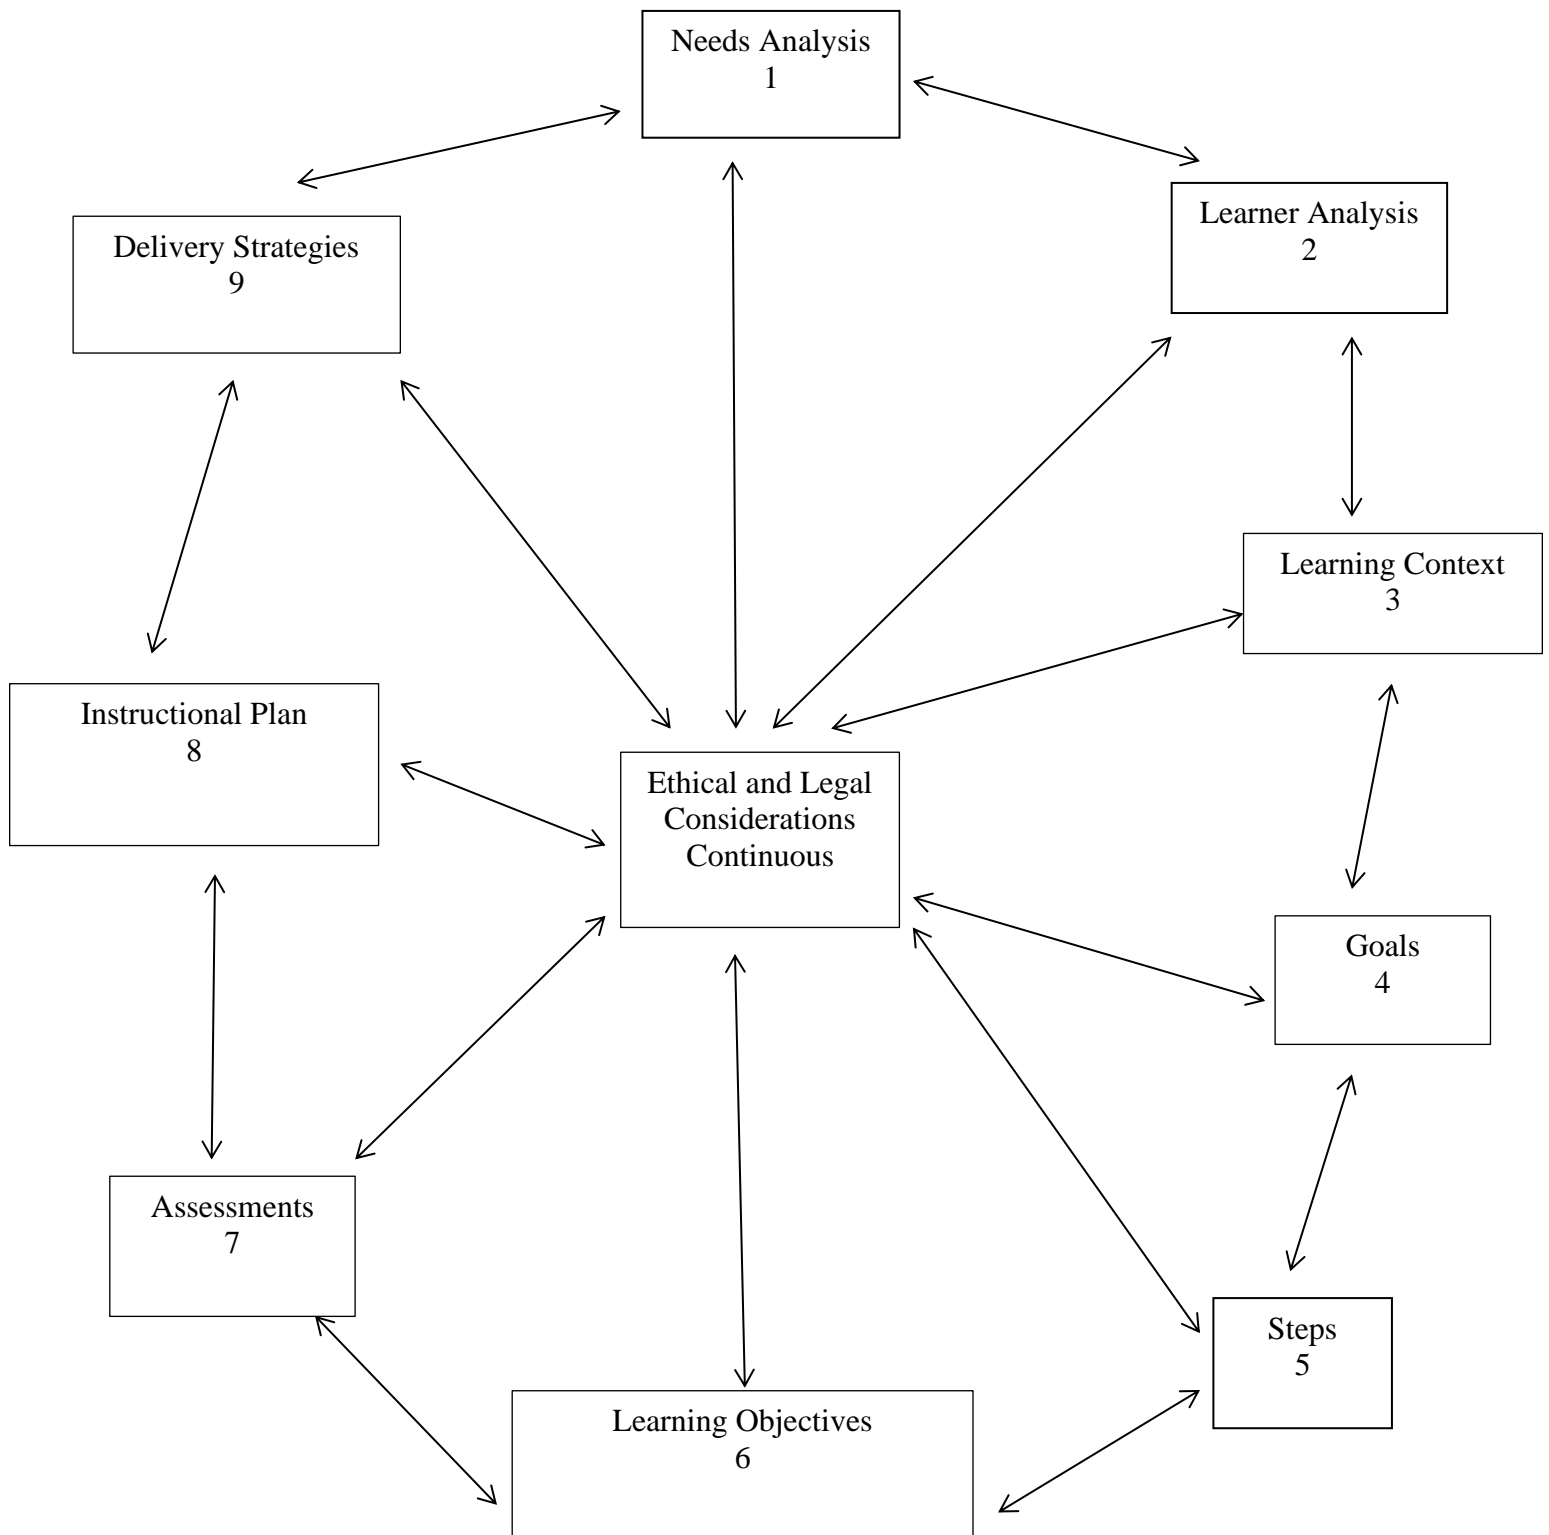 Needs Analysis
1
Learner Analysis
2
Delivery Strategies
9
Learning Context
3
Instructional Plan
8
Ethical and Legal
Considerations
Continuous
Goals
4
Assessments
7
Steps
5
Learning Objectives
6